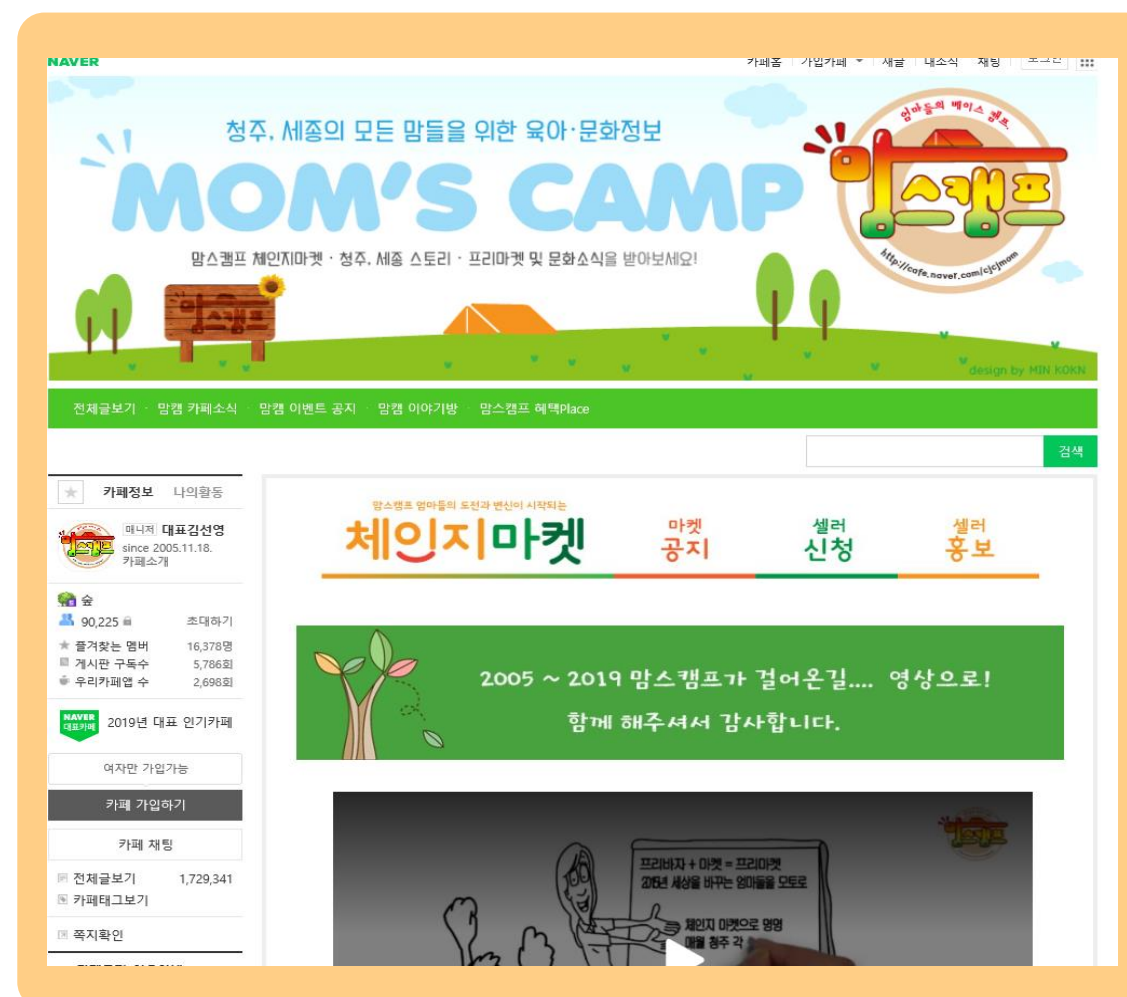 NAVER
카페홈 가입카페 새글 내소식 채팅 로그인
청주, 세종의 모든 맘들을 위한 육아·문화정보
MOM'S CAMP
맘스캠프 체인지마켓 · 청주, 세종 스토리 · 프리마켓 및 문화소식을 받아보세요!
엄마들의 베이스 캠프,
맘스캠프
http://cafe.naver.com/cjcjmom
맘스캠프
design by MIN KOKN
전체글보기 · 맘캠 카페소식 · 맘캠 이벤트 공지 · 맘캠 이야기방 · 맘스캠프 혜택Place
검색
카페정보 나의활동
맘스캠프
매니저 대표김선영
since 2005.11.18.
카페소개
숲
90,225 초대하기
즐겨찾는 멤버 16,378명
게시판 구독수 5,786회
우리카페앱 수 2,698회
NAVER
대표카페
2019년 대표 인기카페
여자만 가입가능
카페 가입하기
카페 채팅
전체글보기 1,729,341
카페태그보기
쪽지확인
맘스캠프 엄마들의 도전과 변신이 시작되는
체인지마켓
마켓
공지
셀러
신청
셀러
홍보
2005 ~ 2019 맘스캠프가 걸어온길.... 영상으로!
함께 해주셔서 감사합니다.
맘스캠프
프리바자 + 마켓 = 프리마켓
2015년 세상을 바꾸는 엄마들을 모토로
체인지 마켓으로 명명
매월 청주 각